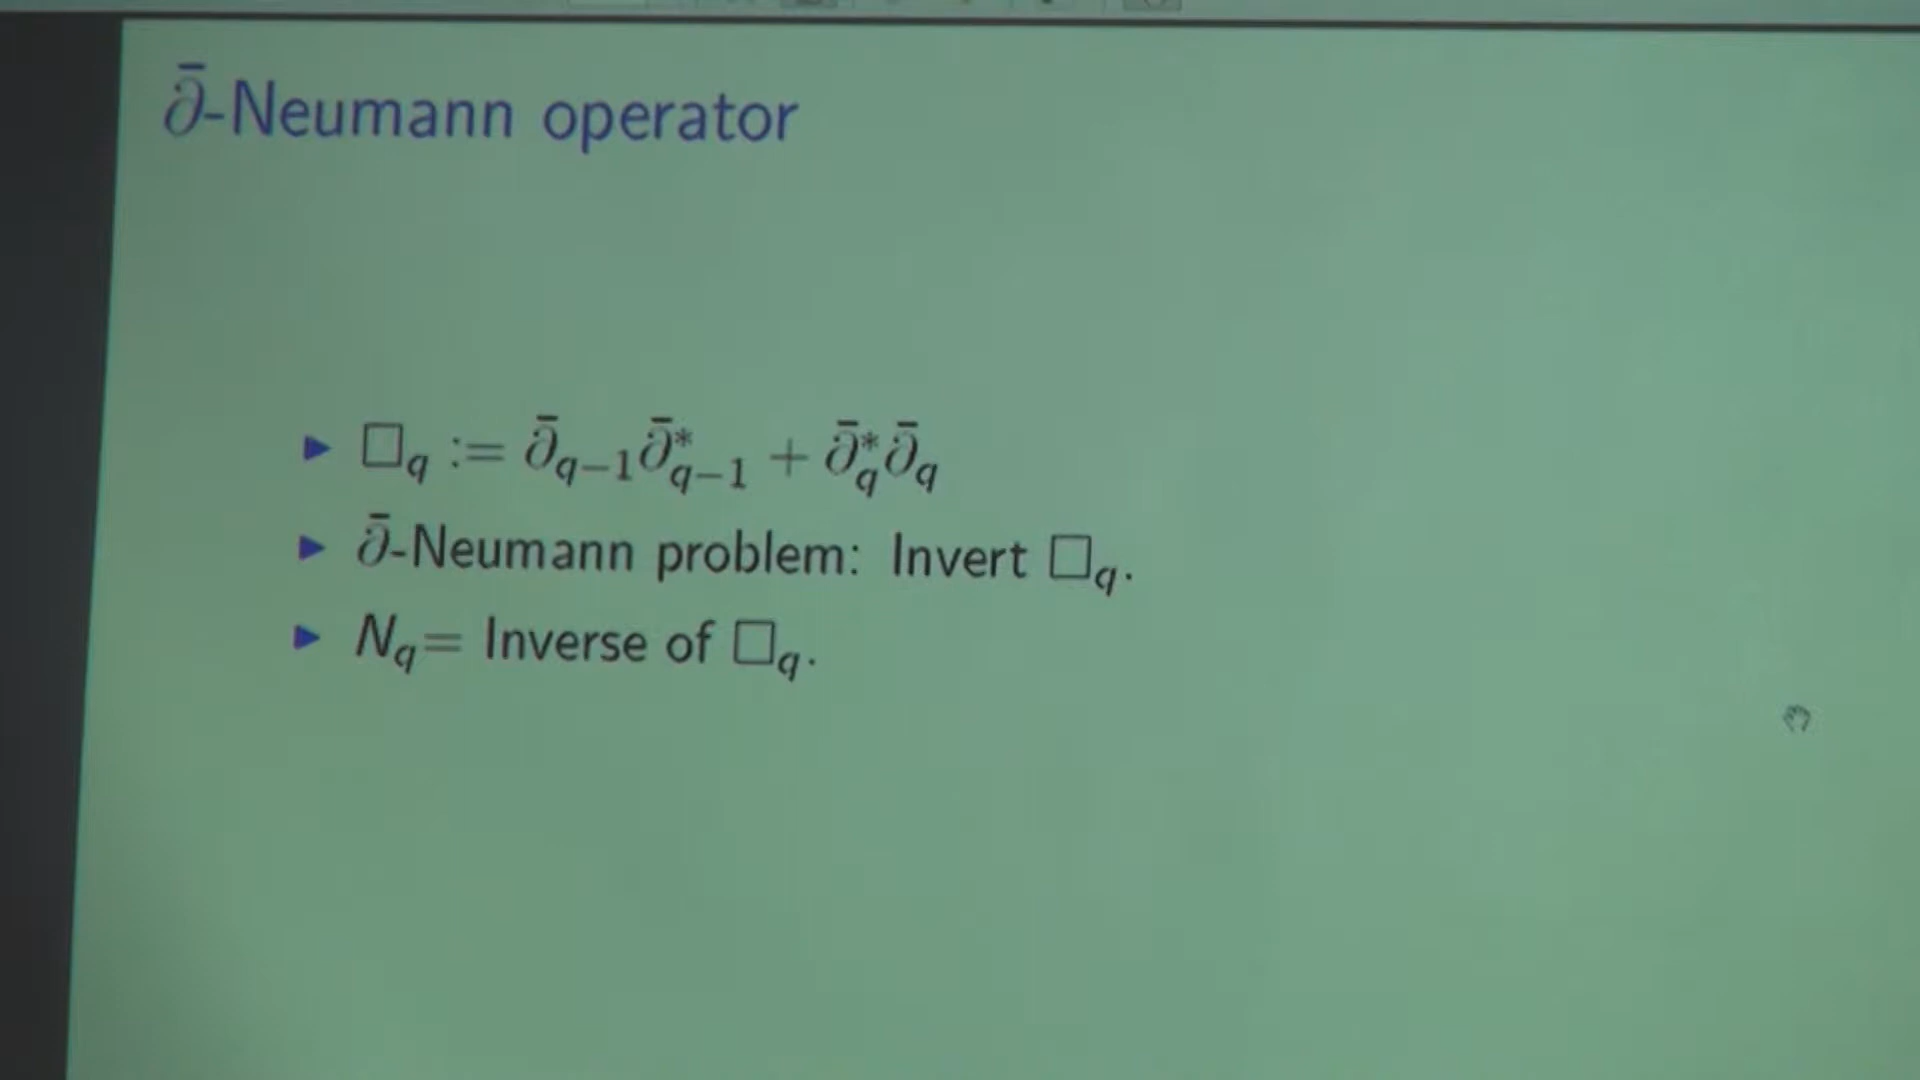 ∂̄-Neumann operator
▶ □_q := ∂̄_{q−1}∂̄*_{q−1} + ∂̄*_q∂̄_q
▶ ∂̄-Neumann problem: Invert □_q.
▶ N_q= Inverse of □_q.